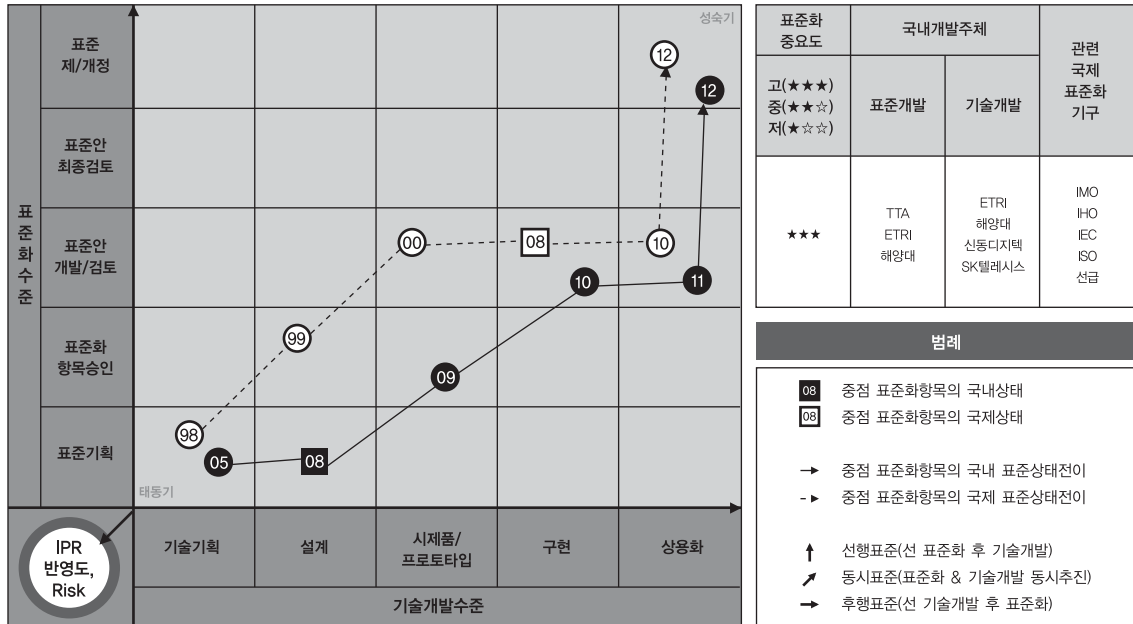 성숙기
표준
제/개정
표준안
최종검토
표준안
개발/검토
표준화
항목승인
표준기획
표준화수준
12
12
00
08
10
10
11
99
09
98
05
08
태동기
IPR
반영도,
Risk
기술기획
설계
시제품/
프로토타입
구현
상용화
기술개발수준
표준화
중요도
국내개발주체
관련
국제
표준화
기구
고(★★★)
중(★★☆)
저(★☆☆)
표준개발
기술개발
★★★
TTA
ETRI
해양대
ETRI
해양대
신동디지텍
SK텔레시스
IMO
IHO
IEC
ISO
선급
범례
08 중점 표준화항목의 국내상태
08 중점 표준화항목의 국제상태
중점 표준화항목의 국내 표준상태전이
중점 표준화항목의 국제 표준상태전이
선행표준(선 표준화 후 기술개발)
동시표준(표준화 & 기술개발 동시추진)
후행표준(선 기술개발 후 표준화)